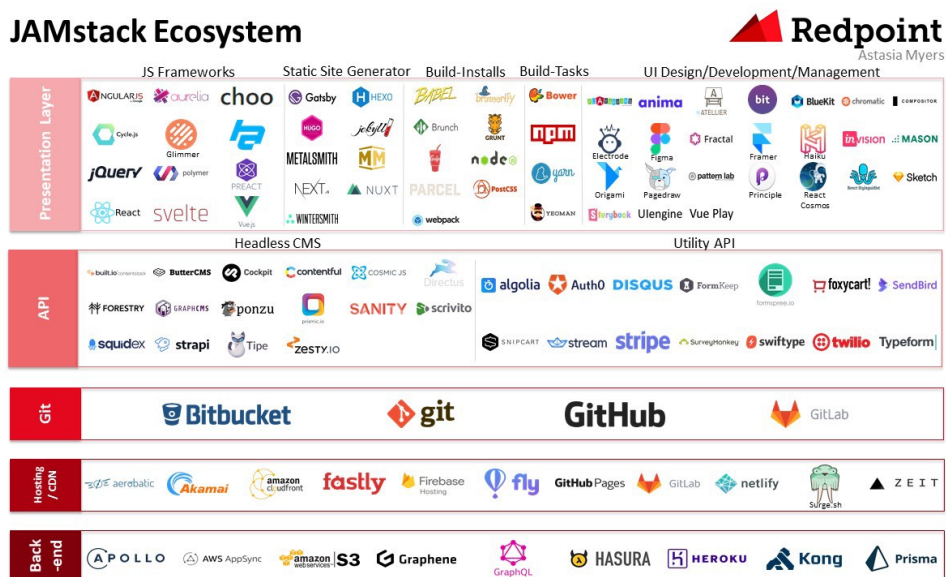 JAMstack Ecosystem
Redpoint
Astasia Myers
JS Frameworks Static Site Generator Build-Installs Build-Tasks UI Design/Development/Management
Presentation Layer
ANGULARJS aurelia choo Gatsby HEXO BABEL browserify Bower anima ATELLIER bit BlueKit chromatic COMPOSITOR
Cycle.js Glimmer HUGO jekyll Brunch GRUNT npm Electrode Figma Fractal Framer Haiku invision MASON
jQuery polymer PREACT METALSMITH MM Gulp node yarn Origami Pagedraw pattern lab Principle React Cosmos React Styleguidist Sketch
React svelte Vue.js NEXT.js NUXT PARCEL PostCSS YEOMAN Storybook UIengine Vue Play
WINTERSMITH webpack
Headless CMS Utility API
API
built.io contentstack ButterCMS Cockpit contentful COSMIC JS Directus algolia Auth0 DISQUS FORMKEEP formspree.io foxycart! SendBird
FORESTRY GRAPHCMS ponzu prismic.io SANITY scrivito
squidex strapi Tipe ZESTY.IO SNIPCART stream stripe SurveyMonkey swiftype twilio Typeform
Git
Bitbucket git GitHub GitLab
Hosting / CDN
aerobatic Akamai amazon cloudfront fastly Firebase Hosting fly GitHub Pages GitLab netlify Surge.sh ZEIT
Back -end
APOLLO AWS AppSync amazon webservices S3 Graphene GraphQL HASURA HEROKU Kong Prisma